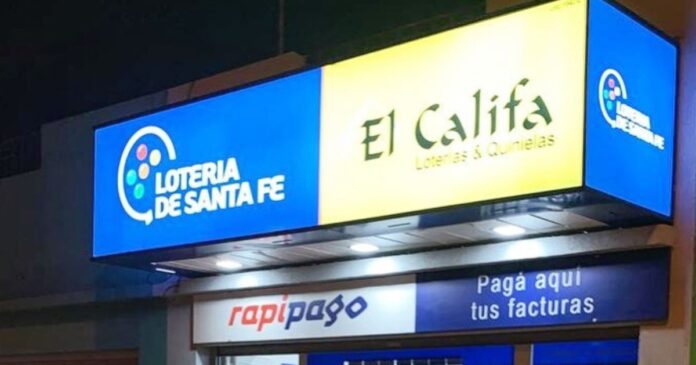 LOTERIA
DE SANTA FE
El Califa
Loterías & Quinielas
LOTERIA
DE SANTA FE
rapipago
Pagá aquí
tus facturas